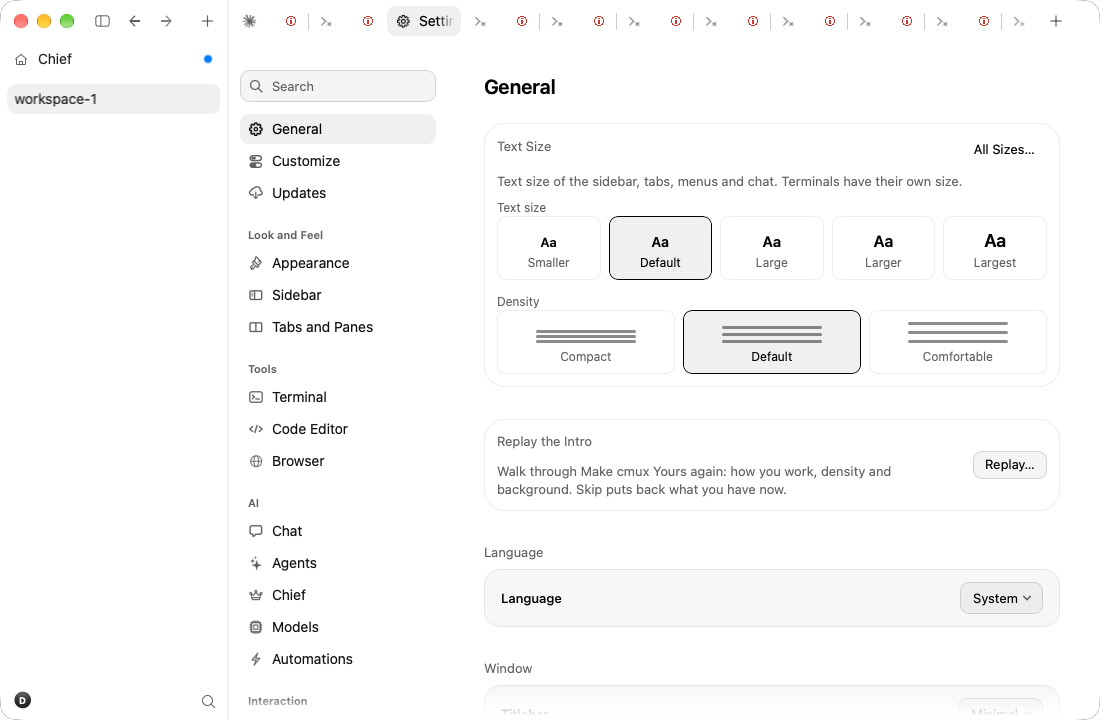 Settin
Chief
workspace-1
D
Search
General
Customize
Updates
Look and Feel
Appearance
Sidebar
Tabs and Panes
Tools
Terminal
Code Editor
Browser
AI
Chat
Agents
Chief
Models
Automations
Interaction
General
Text Size
All Sizes...
Text size of the sidebar, tabs, menus and chat. Terminals have their own size.
Text size
Aa Aa Aa Aa Aa
Smaller Default Large Larger Largest
Density
Compact Default Comfortable
Replay the Intro
Walk through Make cmux Yours again: how you work, density and
background. Skip puts back what you have now.
Replay...
Language
Language
System
Window
Titlebar
Minimal